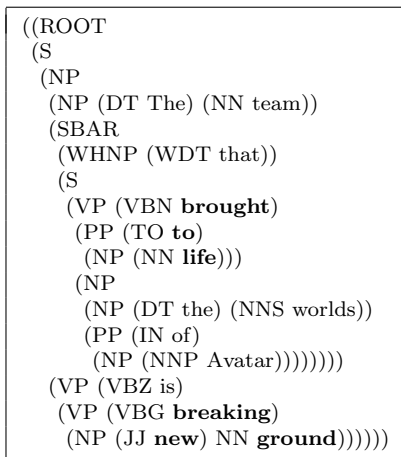 ((ROOT
(S
(NP
(NP (DT The) (NN team))
(SBAR
(WHNP (WDT that))
(S
(VP (VBN brought)
(PP (TO to)
(NP (NN life)))
(NP
(NP (DT the) (NNS worlds))
(PP (IN of)
(NP (NNP Avatar))))))))
(VP (VBZ is)
(VP (VBG breaking)
(NP (JJ new) NN ground))))))